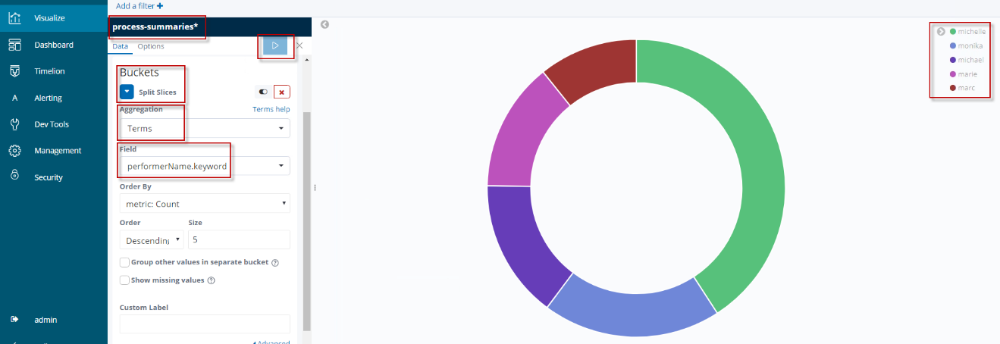 Add a filter +
Visualize
Dashboard
Timelion
A Alerting
Dev Tools
Management
Security
admin
process-summaries*
Data Options
Buckets
Split Slices
Aggregation Terms help
Terms
Field
performerName.keyword
Order By
metric: Count
Order Size
Descending 5
Group other values in separate bucket
Show missing values
Custom Label
Advanced
michelle
monika
michael
marie
marc